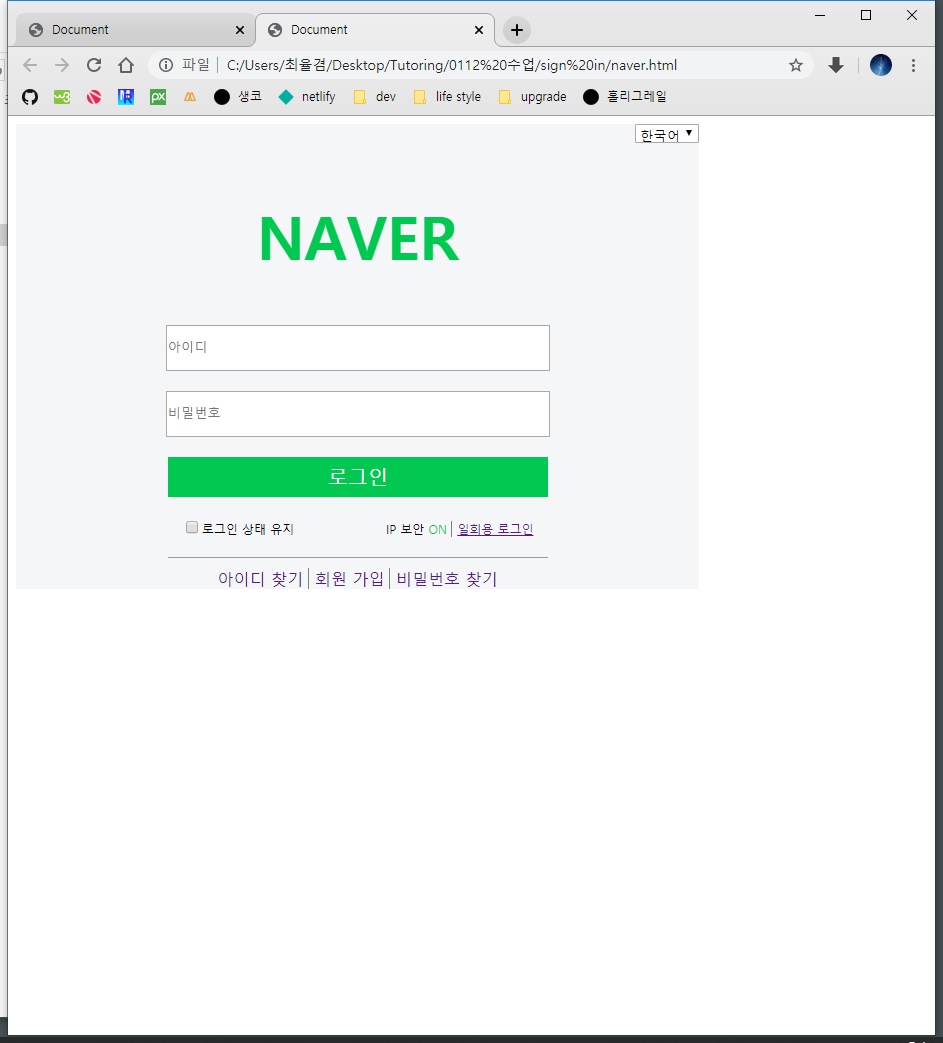 Document
Document
파일 C:/Users/최율겸/Desktop/Tutoring/0112%20수업/sign%20in/naver.html
생코 netlify dev life style upgrade 홀리그레일
한국어
NAVER
아이디
비밀번호
로그인
로그인 상태 유지 IP 보안 ON 일회용 로그인
아이디 찾기 회원 가입 비밀번호 찾기